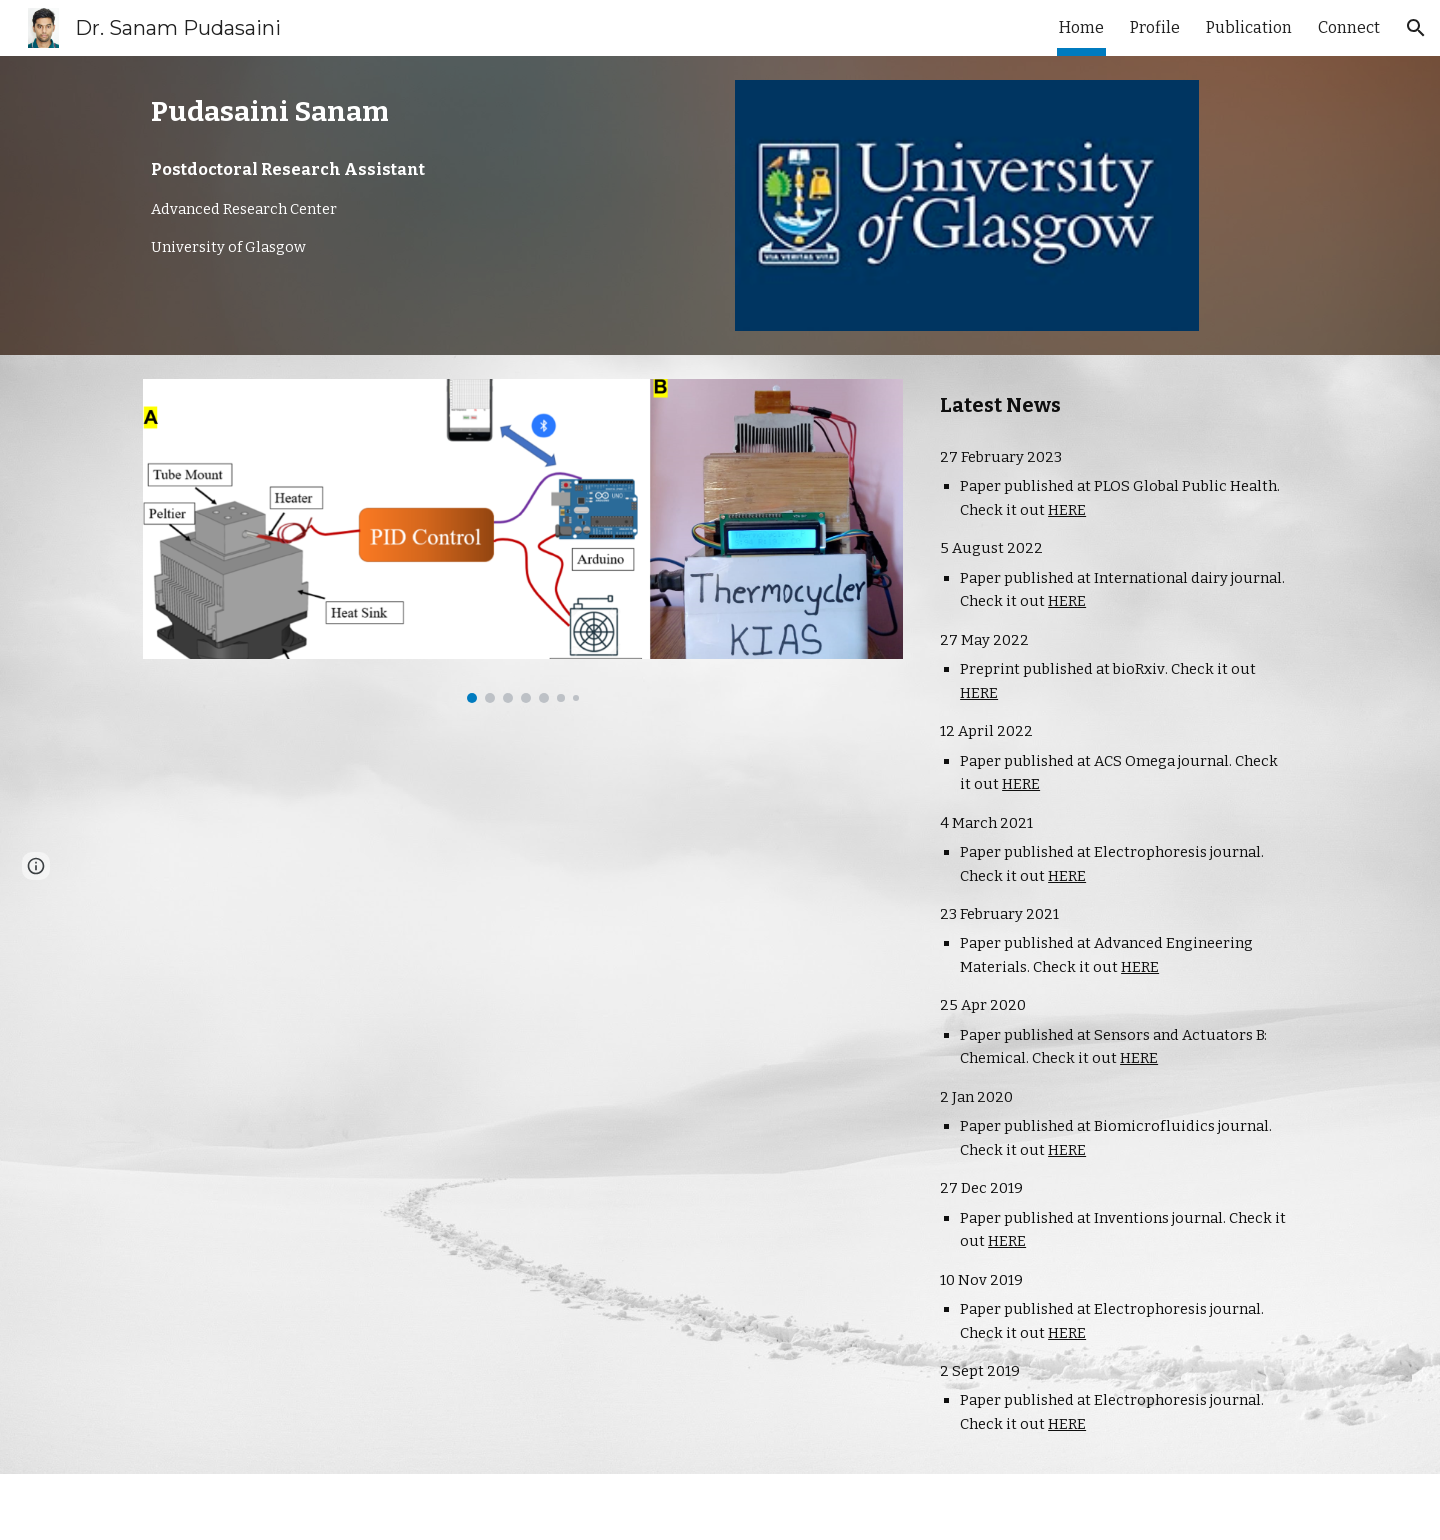 Dr. Sanam Pudasaini
Home
Profile
Publication
Connect
Pudasaini Sanam
Postdoctoral Research Assistant
Advanced Research Center
University of Glasgow
University
of Glasgow
VIA VERITAS VITA
A
Tube Mount
Heater
Peltier
PID Control
Arduino
Heat Sink
B
Thermocycler
KIAS
Latest News
27 February 2023
Paper published at PLOS Global Public Health.
Check it out HERE
5 August 2022
Paper published at International dairy journal.
Check it out HERE
27 May 2022
Preprint published at bioRxiv. Check it out
HERE
12 April 2022
Paper published at ACS Omega journal. Check
it out HERE
4 March 2021
Paper published at Electrophoresis journal.
Check it out HERE
23 February 2021
Paper published at Advanced Engineering
Materials. Check it out HERE
25 Apr 2020
Paper published at Sensors and Actuators B:
Chemical. Check it out HERE
2 Jan 2020
Paper published at Biomicrofluidics journal.
Check it out HERE
27 Dec 2019
Paper published at Inventions journal. Check it
out HERE
10 Nov 2019
Paper published at Electrophoresis journal.
Check it out HERE
2 Sept 2019
Paper published at Electrophoresis journal.
Check it out HERE